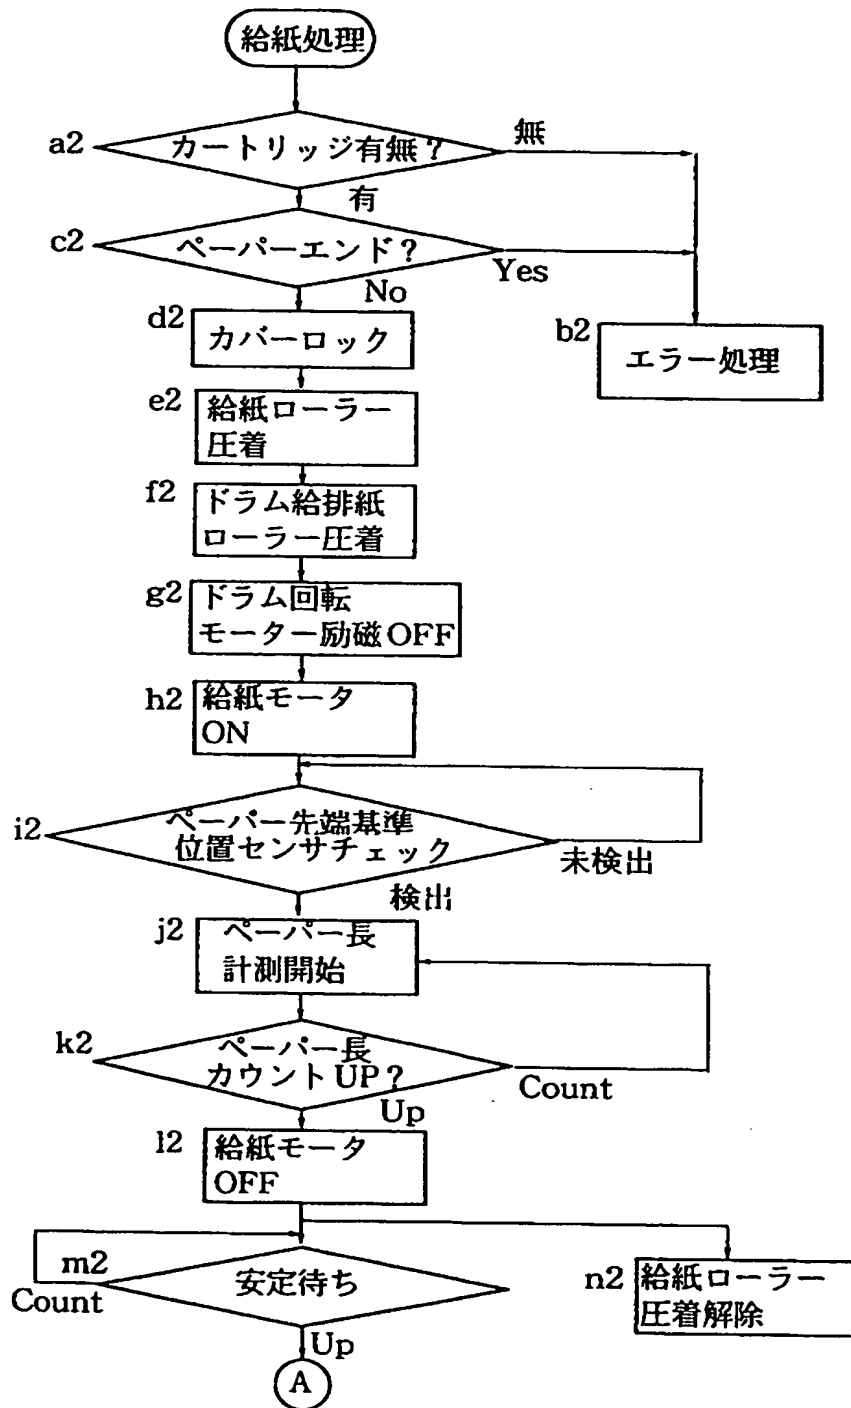 給紙処理
a2
カートリッジ有無?
無
有
c2
ペーパーエンド?
Yes
No
d2
カバーロック
b2
エラー処理
e2
給紙ローラー
圧着
f2
ドラム給排紙
ローラー圧着
g2
ドラム回転
モーター励磁OFF
h2
給紙モータ
ON
i2
ペーパー先端基準
位置センサチェック
未検出
検出
j2
ペーパー長
計測開始
k2
ペーパー長
カウントUP?
Count
Up
l2
給紙モータ
OFF
m2
安定待ち
Count
n2
給紙ローラー
圧着解除
Up
A